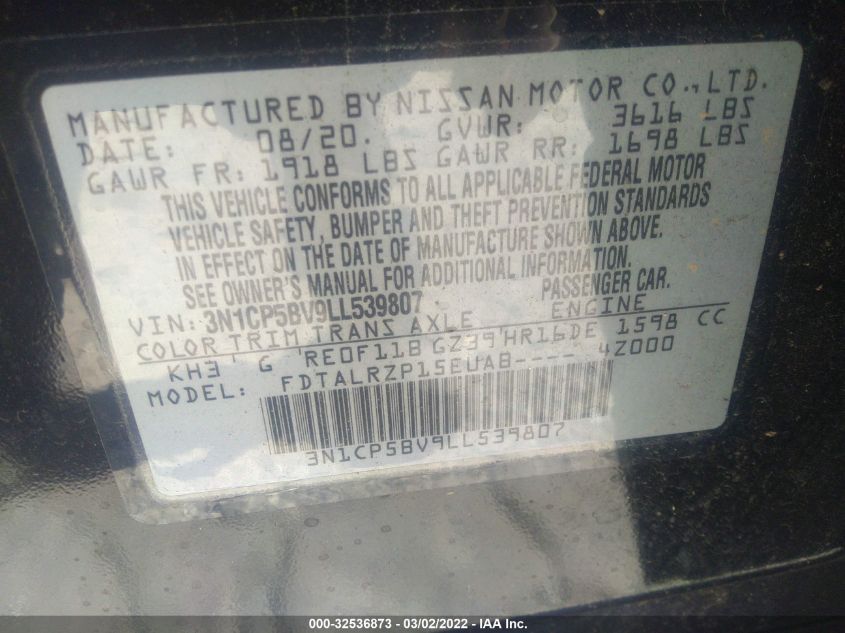 MANUFACTURED BY NISSAN MOTOR CO., LTD.
DATE: 08/20. GVWR: 3616 LBS
GAWR FR: 1918 LBS GAWR RR: 1698 LBS
THIS VEHICLE CONFORMS TO ALL APPLICABLE FEDERAL MOTOR
VEHICLE SAFETY, BUMPER AND THEFT PREVENTION STANDARDS
IN EFFECT ON THE DATE OF MANUFACTURE SHOWN ABOVE.
SEE OWNER'S MANUAL FOR ADDITIONAL INFORMATION.
VIN: 3N1CP5BV9LL539807 PASSENGER CAR.
COLOR TRIM TRANS AXLE ENGINE
KH3 ' G ' RE0F11B GZ39'HR16DE 1598 CC
MODEL: FDTALRZP15EUAB---- 4Z000
3N1CP5BV9LL539807
000-32536873 - 03/02/2022 - IAA Inc.